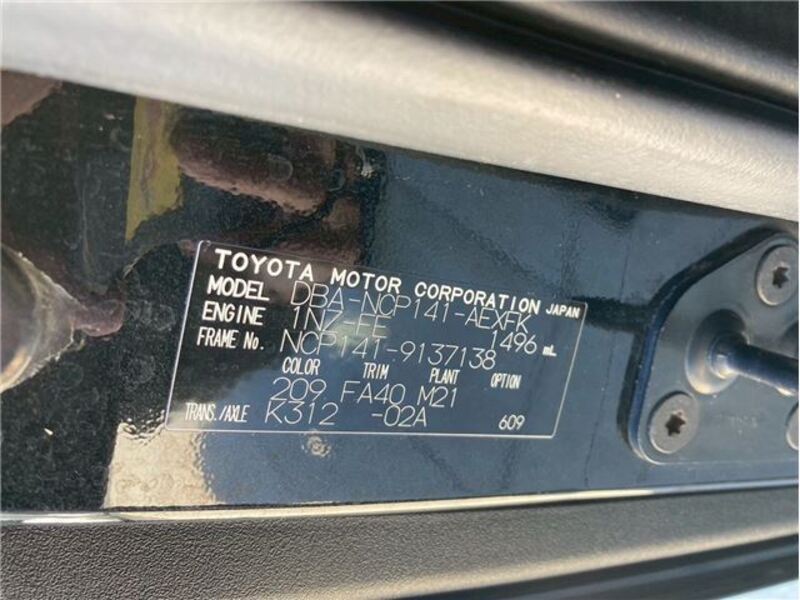 TOYOTA MOTOR CORPORATION JAPAN
MODEL DBA-NCP141-AEXFK
ENGINE 1NZ-FE 1496 mL
FRAME No. NCP141-9137138
COLOR TRIM PLANT OPTION
209 FA40 M21
TRANS./AXLE K312 -02A 609